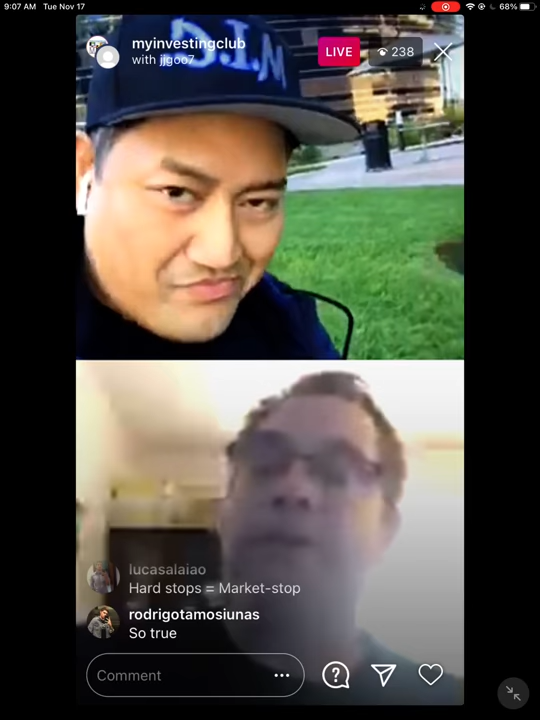 9:07 AM Tue Nov 17
68%
myinvestingclub
with jjgoo7
LIVE
238
M.I.C
lucasalaiao
Hard stops = Market-stop
rodrigotamosiunas
So true
Comment